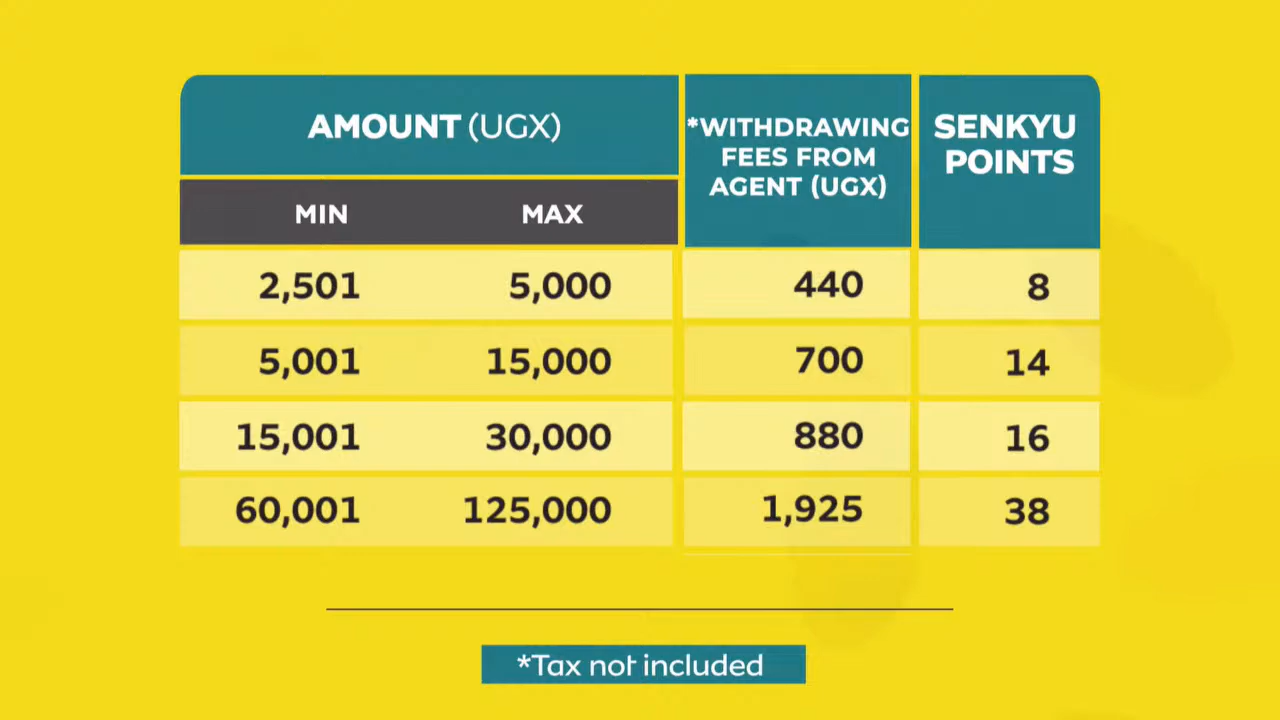 AMOUNT (UGX)
*WITHDRAWING
FEES FROM
AGENT (UGX)
SENKYU
POINTS
MIN MAX
2,501 5,000 440 8
5,001 15,000 700 14
15,001 30,000 880 16
60,001 125,000 1,925 38
*Tax not included